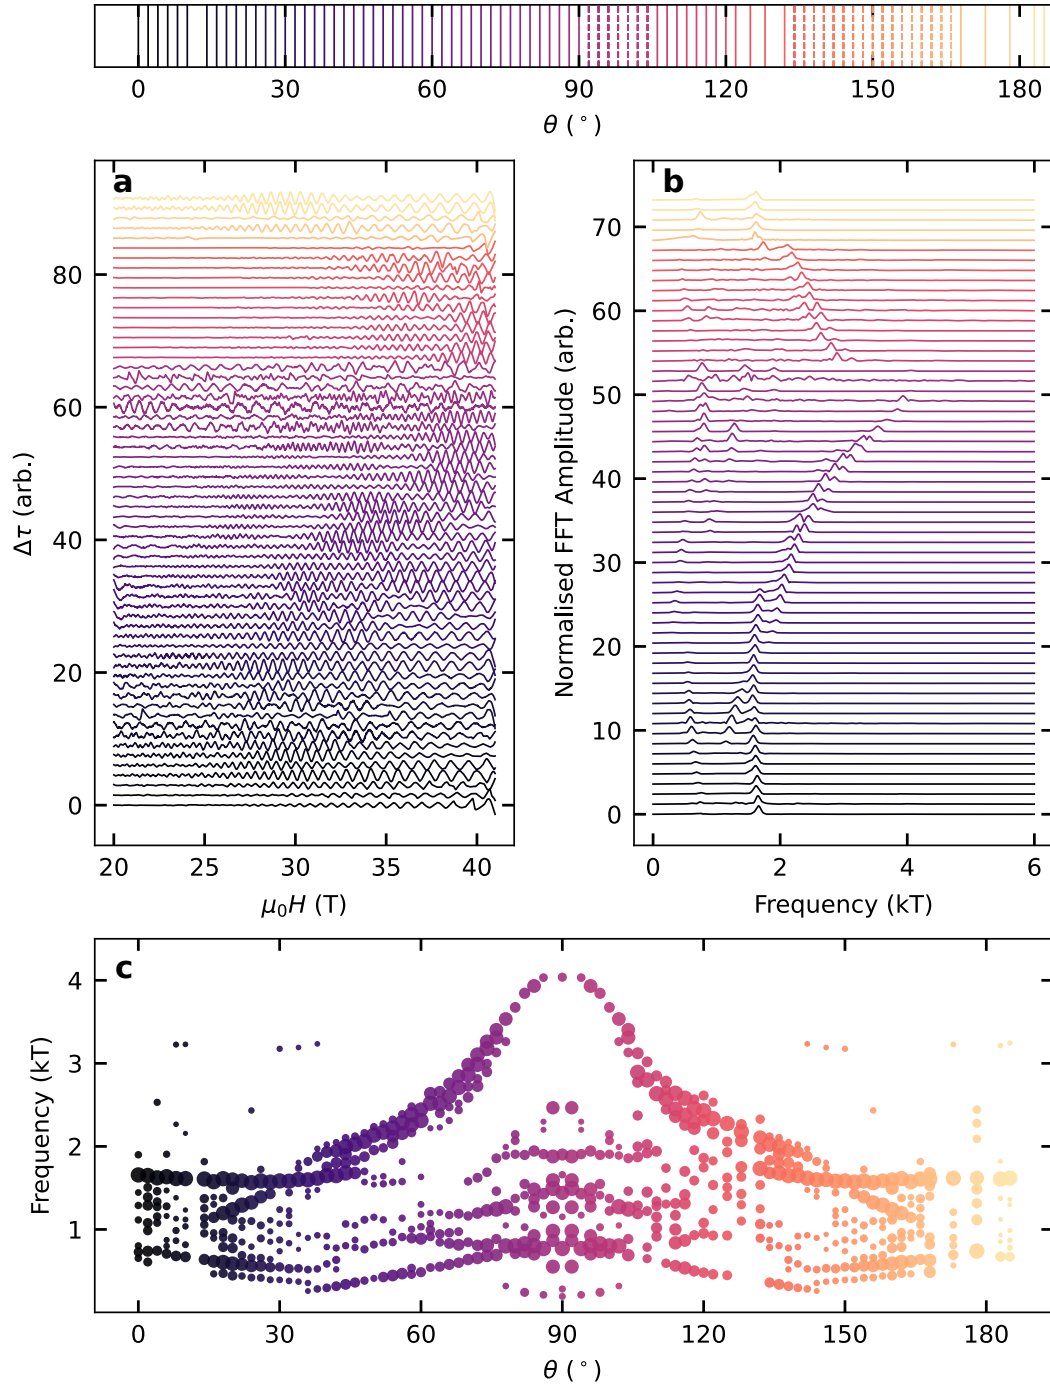 0 30 60 90 120 150 180
θ (°)
a
b
80
60
40
20
0
Δτ (arb.)
20 25 30 35 40
μ₀H (T)
70
60
50
40
30
20
10
0
Normalised FFT Amplitude (arb.)
0 2 4 6
Frequency (kT)
c
4
3
2
1
Frequency (kT)
0 30 60 90 120 150 180
θ (°)